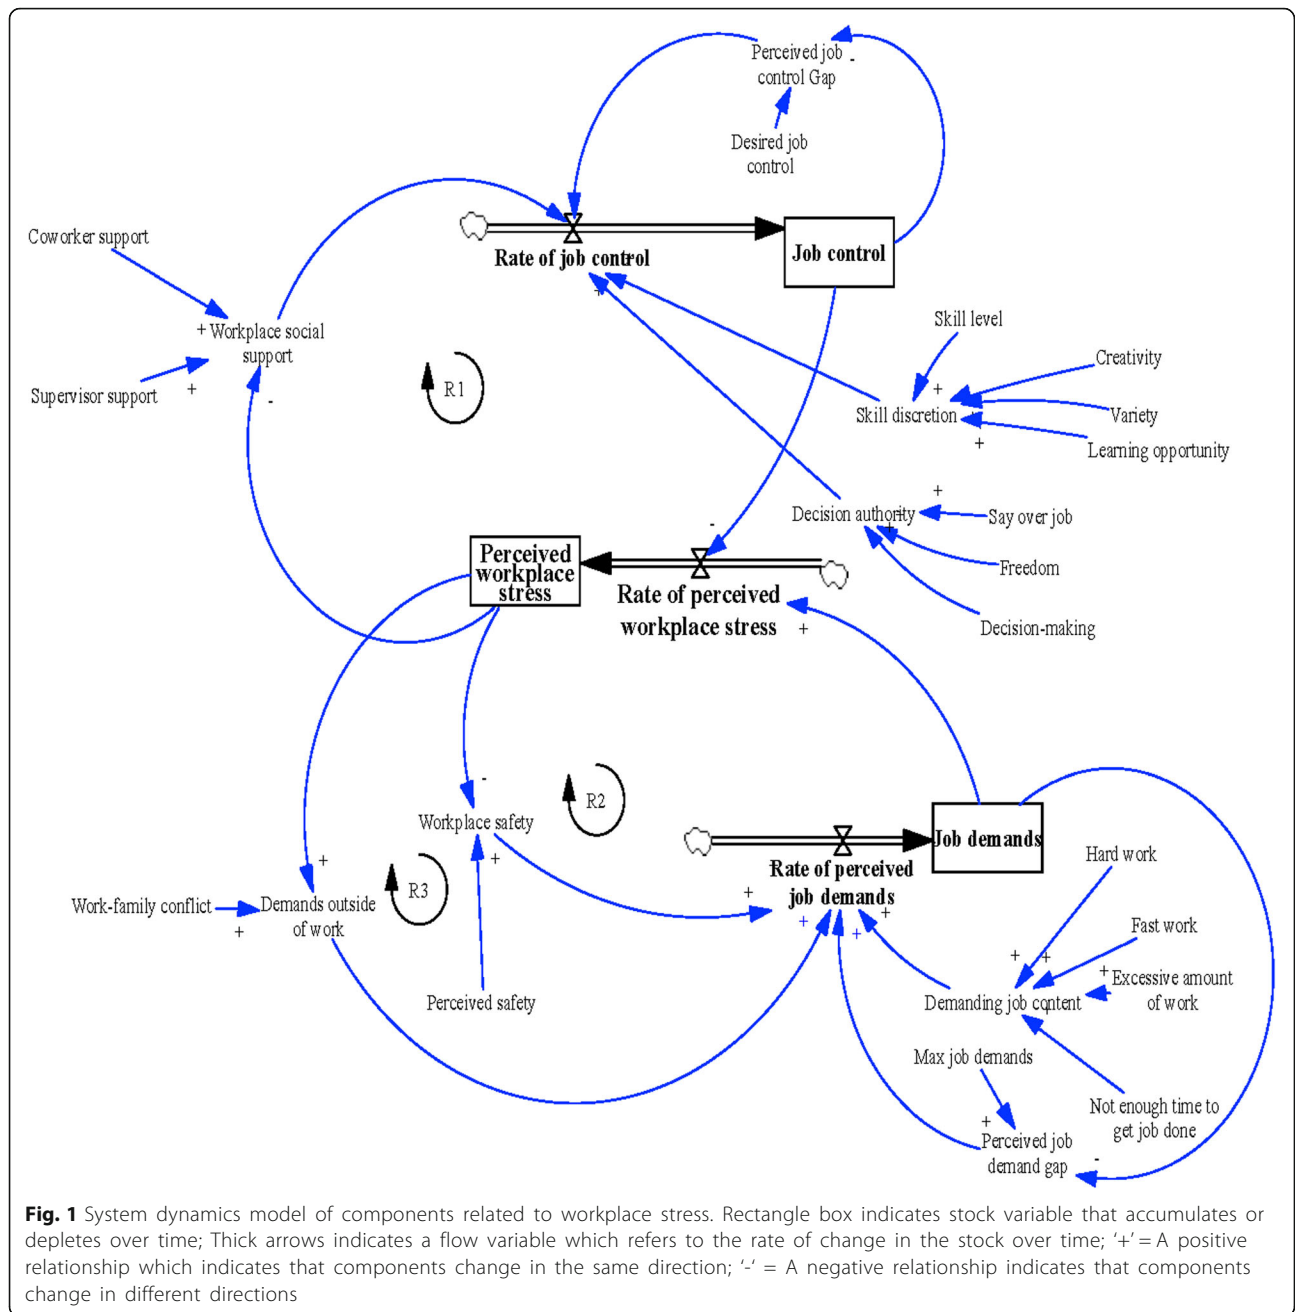 Perceived job
control Gap
-
Desired job
control
Coworker support
Rate of job control
Job control
+
Skill level
+ Workplace social
support
Creativity
R1
+
Supervisor support
+
-
Skill discretion
Variety
+
Learning opportunity
+
Decision authority
+
Say over job
-
Perceived
workplace
stress
Freedom
Rate of perceived
workplace stress
+
Decision-making
-
R2
Workplace safety
+
Job demands
Hard work
+
R3
Rate of perceived
job demands
+
+
+
+
Work-family conflict
+
Demands outside
of work
Fast work
+
+
+
Excessive amount
of work
Perceived safety
Demanding job content
Max job demands
Not enough time to
get job done
+
Perceived job
demand gap
-
Fig. 1 System dynamics model of components related to workplace stress. Rectangle box indicates stock variable that accumulates or
depletes over time; Thick arrows indicates a flow variable which refers to the rate of change in the stock over time; ‘+’ = A positive
relationship which indicates that components change in the same direction; ‘-‘ = A negative relationship indicates that components
change in different directions